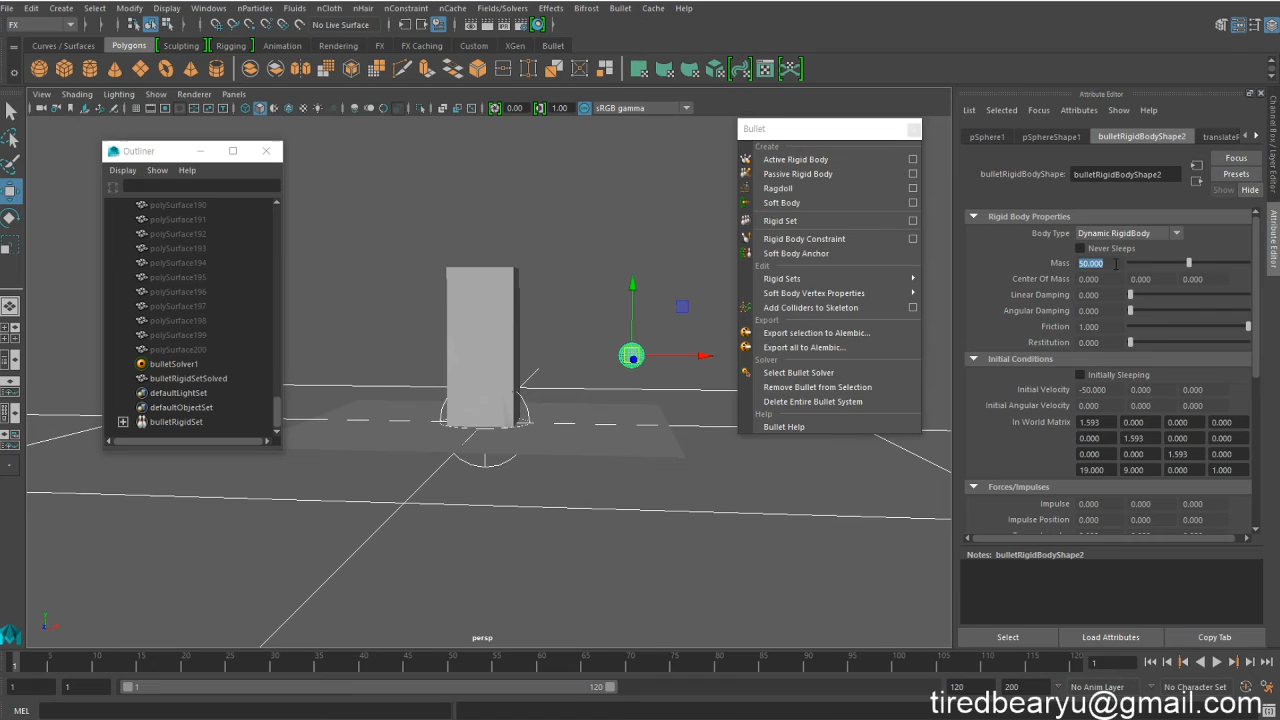 File Edit Create Select Modify Display Windows nParticles Fluids nCloth nHair nConstraint nCache Fields/Solvers Effects Bifrost Bullet Cache Help
FX No Live Surface
Curves / Surfaces Polygons Sculpting Rigging Animation Rendering FX FX Caching Custom XGen Bullet
View Shading Lighting Show Renderer Panels
0.00 1.00 sRGB gamma
Outliner
Display Show Help
polySurface190
polySurface191
polySurface192
polySurface193
polySurface194
polySurface195
polySurface196
polySurface197
polySurface198
polySurface199
polySurface200
bulletSolver1
bulletRigidSetSolved
defaultLightSet
defaultObjectSet
bulletRigidSet
persp
Bullet
Create
Active Rigid Body
Passive Rigid Body
Ragdoll
Soft Body
Rigid Set
Rigid Body Constraint
Soft Body Anchor
Edit
Rigid Sets
Soft Body Vertex Properties
Add Colliders to Skeleton
Export
Export selection to Alembic...
Export all to Alembic...
Solver
Select Bullet Solver
Remove Bullet from Selection
Delete Entire Bullet System
Help
Bullet Help
Attribute Editor
List Selected Focus Attributes Show Help
pSphere1 pSphereShape1 bulletRigidBodyShape2
Focus
bulletRigidBodyShape: bulletRigidBodyShape2 Presets
Show Hide
Rigid Body Properties
Body Type Dynamic RigidBody
Never Sleeps
Mass 50.000
Center Of Mass 0.000 0.000 0.000
Linear Damping 0.000
Angular Damping 0.000
Friction 1.000
Restitution 0.000
Initial Conditions
Initially Sleeping
Initial Velocity -50.000 0.000 0.000
Initial Angular Velocity 0.000 0.000 0.000
In World Matrix 1.593 0.000 0.000 0.000
0.000 1.593 0.000 0.000
0.000 0.000 1.593 0.000
19.000 9.000 0.000 1.000
Forces/Impulses
Impulse 0.000 0.000 0.000
Impulse Position 0.000 0.000 0.000
Notes: bulletRigidBodyShape2
Select Load Attributes Copy Tab
Channel Box / Layer Editor
Attribute Editor
1 5 10 15 20 25 30 35 40 45 50 55 60 65 70 75 80 85 90 95 100 105 110 115 120 1
1 1 1 120 120 200 No Anim Layer No Character Set
MEL
tiredbearyu@gmail.com